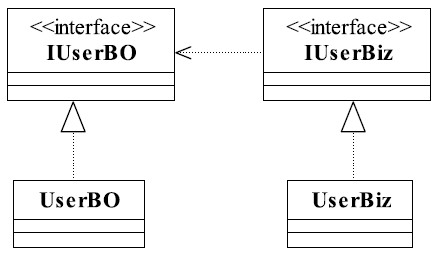 <<interface>>
IUserBO
<<interface>>
IUserBiz
UserBO
UserBiz